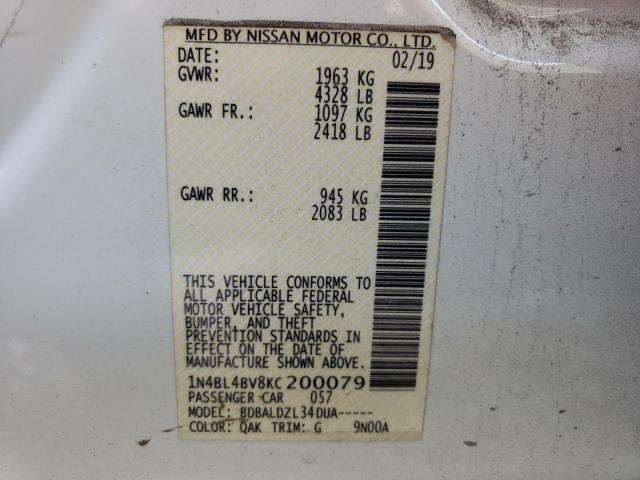 MFD BY NISSAN MOTOR CO., LTD.
DATE: 02/19
GVWR: 1963 KG
4328 LB
GAWR FR.: 1097 KG
2418 LB
GAWR RR.: 945 KG
2083 LB
THIS VEHICLE CONFORMS TO
ALL APPLICABLE FEDERAL
MOTOR VEHICLE SAFETY,
BUMPER, AND THEFT
PREVENTION STANDARDS IN
EFFECT ON THE DATE OF
MANUFACTURE SHOWN ABOVE.
1N4BL4BV8KC200079
PASSENGER CAR 057
MODEL: BDBALDZL34DUA-----
COLOR: QAK TRIM: G 9N00A